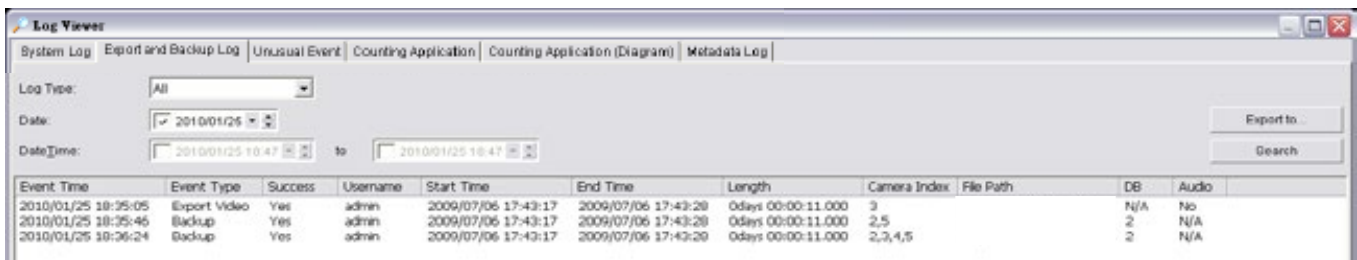 Log Viewer
System Log Export and Backup Log Unusual Event Counting Application Counting Application (Diagram) Metadata Log
Log Type: All
Date: 2010/01/25 Export to...
DateTime: 2010/01/25 18:47 to 2010/01/25 18:47 Search
Event Time Event Type Success Username Start Time End Time Length Camera Index File Path DB Audio
2010/01/25 18:35:05 Export Video Yes admin 2009/07/06 17:43:17 2009/07/06 17:43:28 0days 00:00:11.000 3 N/A No
2010/01/25 18:35:46 Backup Yes admin 2009/07/06 17:43:17 2009/07/06 17:43:28 0days 00:00:11.000 2,5 2 N/A
2010/01/25 18:36:24 Backup Yes admin 2009/07/06 17:43:17 2009/07/06 17:43:28 0days 00:00:11.000 2,3,4,5 2 N/A